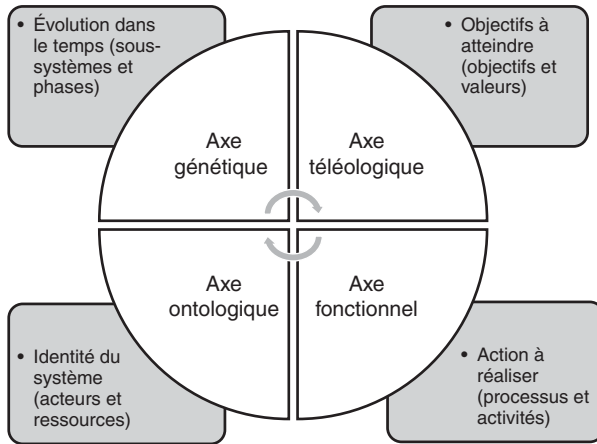 • Évolution dans
le temps (sous-
systèmes et
phases)
• Objectifs à
atteindre
(objectifs et
valeurs)
Axe
génétique
Axe
téléologique
Axe
ontologique
Axe
fonctionnel
• Identité du
système
(acteurs et
ressources)
• Action à
réaliser
(processus et
activités)